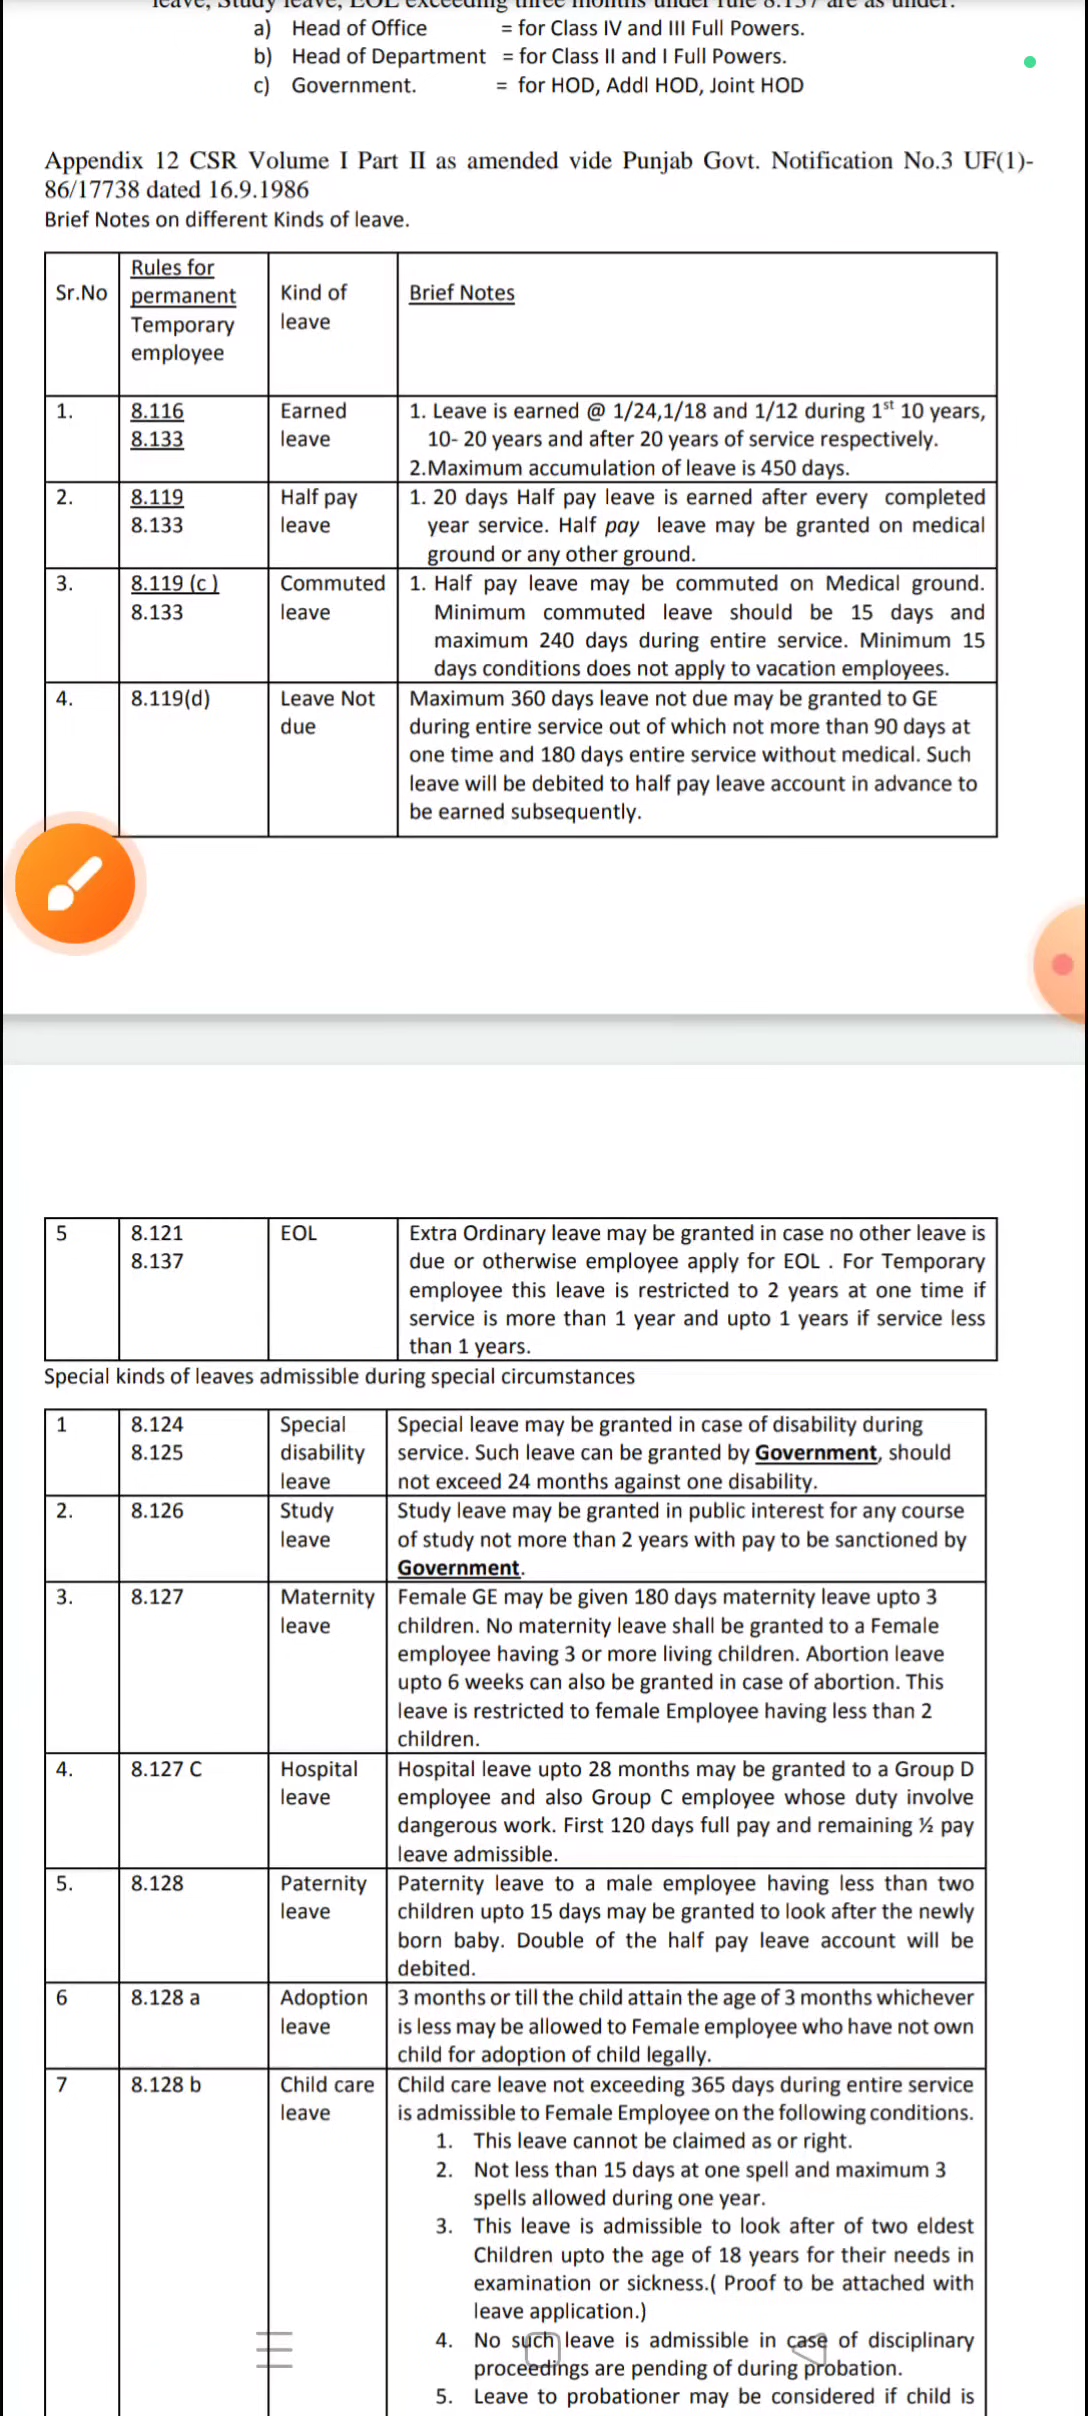 leave, Study leave, EOL exceeding three months under rule 8.137 are as under.
a) Head of Office = for Class IV and III Full Powers.
b) Head of Department = for Class II and I Full Powers.
c) Government. = for HOD, Addl HOD, Joint HOD
Appendix 12 CSR Volume I Part II as amended vide Punjab Govt. Notification No.3 UF(1)-
86/17738 dated 16.9.1986
Brief Notes on different Kinds of leave.
Sr.No
Rules for
permanent
Temporary
employee
Kind of
leave
Brief Notes
1.
8.116
8.133
Earned
leave
1. Leave is earned @ 1/24,1/18 and 1/12 during 1st 10 years,
10- 20 years and after 20 years of service respectively.
2.Maximum accumulation of leave is 450 days.
2.
8.119
8.133
Half pay
leave
1. 20 days Half pay leave is earned after every completed
year service. Half pay leave may be granted on medical
ground or any other ground.
3.
8.119 (c )
8.133
Commuted
leave
1. Half pay leave may be commuted on Medical ground.
Minimum commuted leave should be 15 days and
maximum 240 days during entire service. Minimum 15
days conditions does not apply to vacation employees.
4.
8.119(d)
Leave Not
due
Maximum 360 days leave not due may be granted to GE
during entire service out of which not more than 90 days at
one time and 180 days entire service without medical. Such
leave will be debited to half pay leave account in advance to
be earned subsequently.
5
8.121
8.137
EOL
Extra Ordinary leave may be granted in case no other leave is
due or otherwise employee apply for EOL . For Temporary
employee this leave is restricted to 2 years at one time if
service is more than 1 year and upto 1 years if service less
than 1 years.
Special kinds of leaves admissible during special circumstances
1
8.124
8.125
Special
disability
leave
Special leave may be granted in case of disability during
service. Such leave can be granted by Government, should
not exceed 24 months against one disability.
2.
8.126
Study
leave
Study leave may be granted in public interest for any course
of study not more than 2 years with pay to be sanctioned by
Government.
3.
8.127
Maternity
leave
Female GE may be given 180 days maternity leave upto 3
children. No maternity leave shall be granted to a Female
employee having 3 or more living children. Abortion leave
upto 6 weeks can also be granted in case of abortion. This
leave is restricted to female Employee having less than 2
children.
4.
8.127 C
Hospital
leave
Hospital leave upto 28 months may be granted to a Group D
employee and also Group C employee whose duty involve
dangerous work. First 120 days full pay and remaining ½ pay
leave admissible.
5.
8.128
Paternity
leave
Paternity leave to a male employee having less than two
children upto 15 days may be granted to look after the newly
born baby. Double of the half pay leave account will be
debited.
6
8.128 a
Adoption
leave
3 months or till the child attain the age of 3 months whichever
is less may be allowed to Female employee who have not own
child for adoption of child legally.
7
8.128 b
Child care
leave
Child care leave not exceeding 365 days during entire service
is admissible to Female Employee on the following conditions.
1. This leave cannot be claimed as or right.
2. Not less than 15 days at one spell and maximum 3
spells allowed during one year.
3. This leave is admissible to look after of two eldest
Children upto the age of 18 years for their needs in
examination or sickness.( Proof to be attached with
leave application.)
4. No such leave is admissible in case of disciplinary
proceedings are pending of during probation.
5. Leave to probationer may be considered if child is